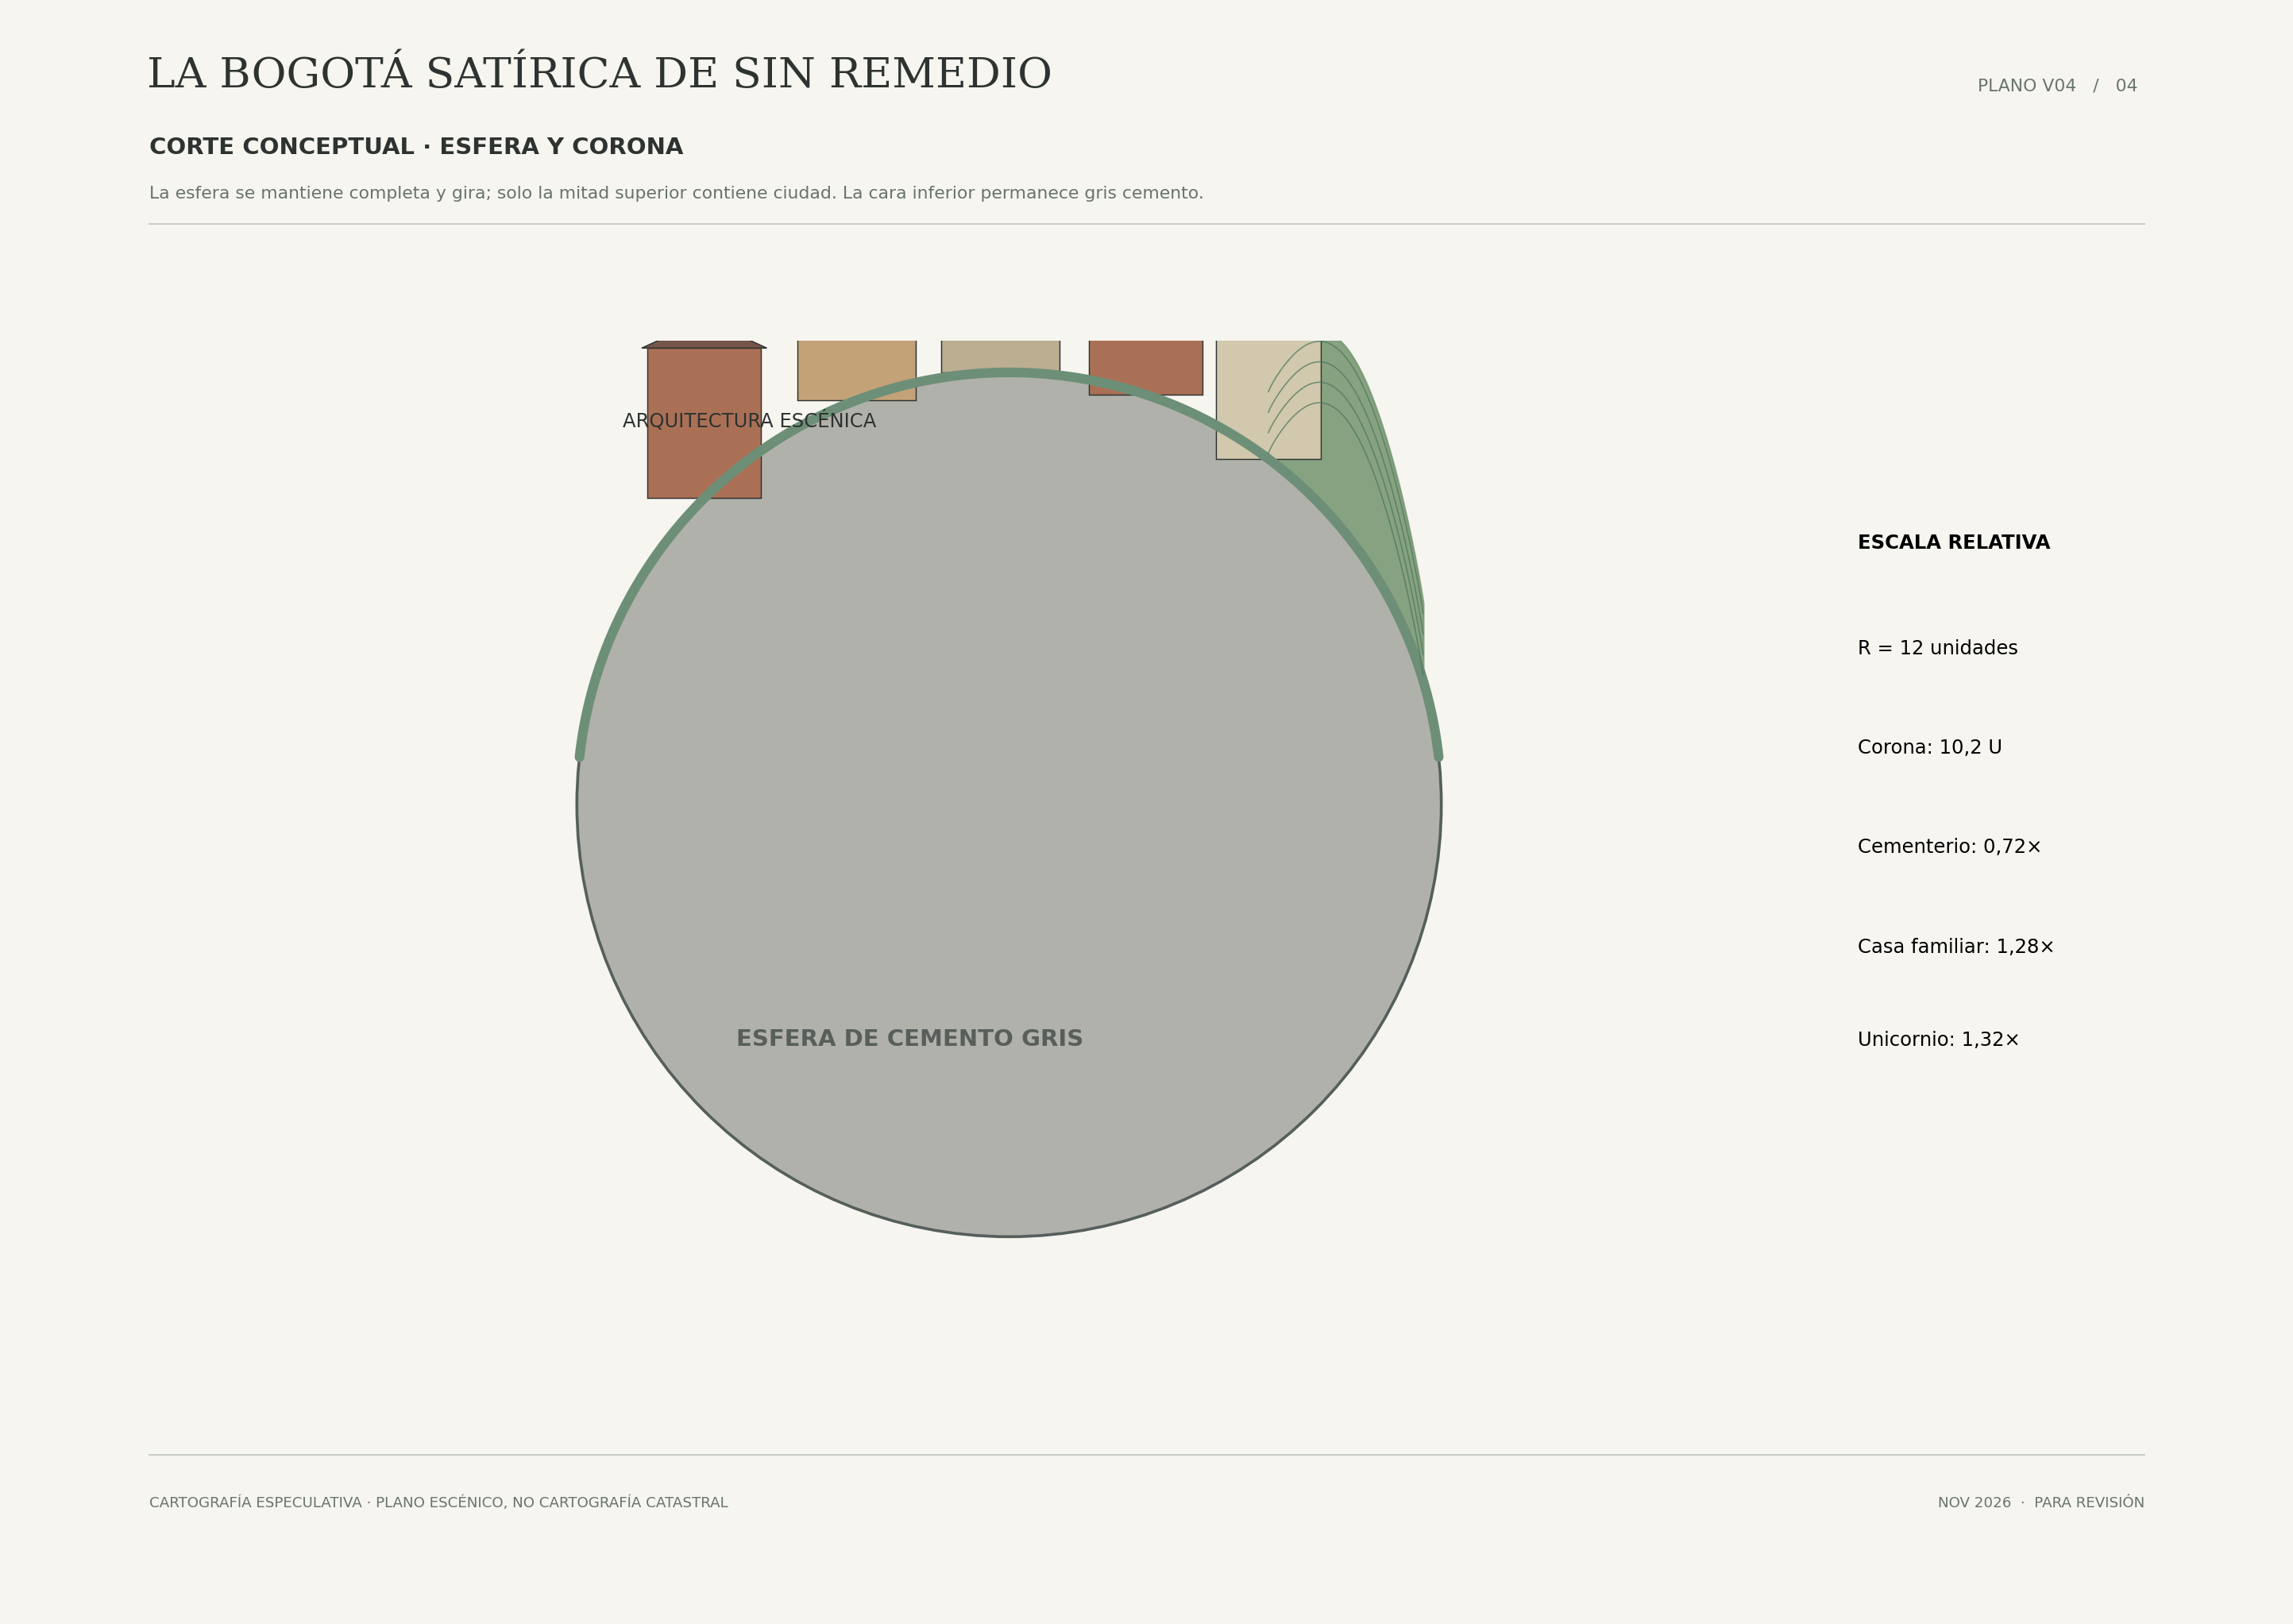 LA BOGOTÁ SATÍRICA DE SIN REMEDIO
PLANO V04 / 04
CORTE CONCEPTUAL · ESFERA Y CORONA
La esfera se mantiene completa y gira; solo la mitad superior contiene ciudad. La cara inferior permanece gris cemento.
ARQUITECTURA ESCÉNICA
ESCALA RELATIVA
R = 12 unidades
Corona: 10,2 U
Cementerio: 0,72×
Casa familiar: 1,28×
ESFERA DE CEMENTO GRIS
Unicornio: 1,32×
CARTOGRAFÍA ESPECULATIVA · PLANO ESCÉNICO, NO CARTOGRAFÍA CATASTRAL
NOV 2026 · PARA REVISIÓN